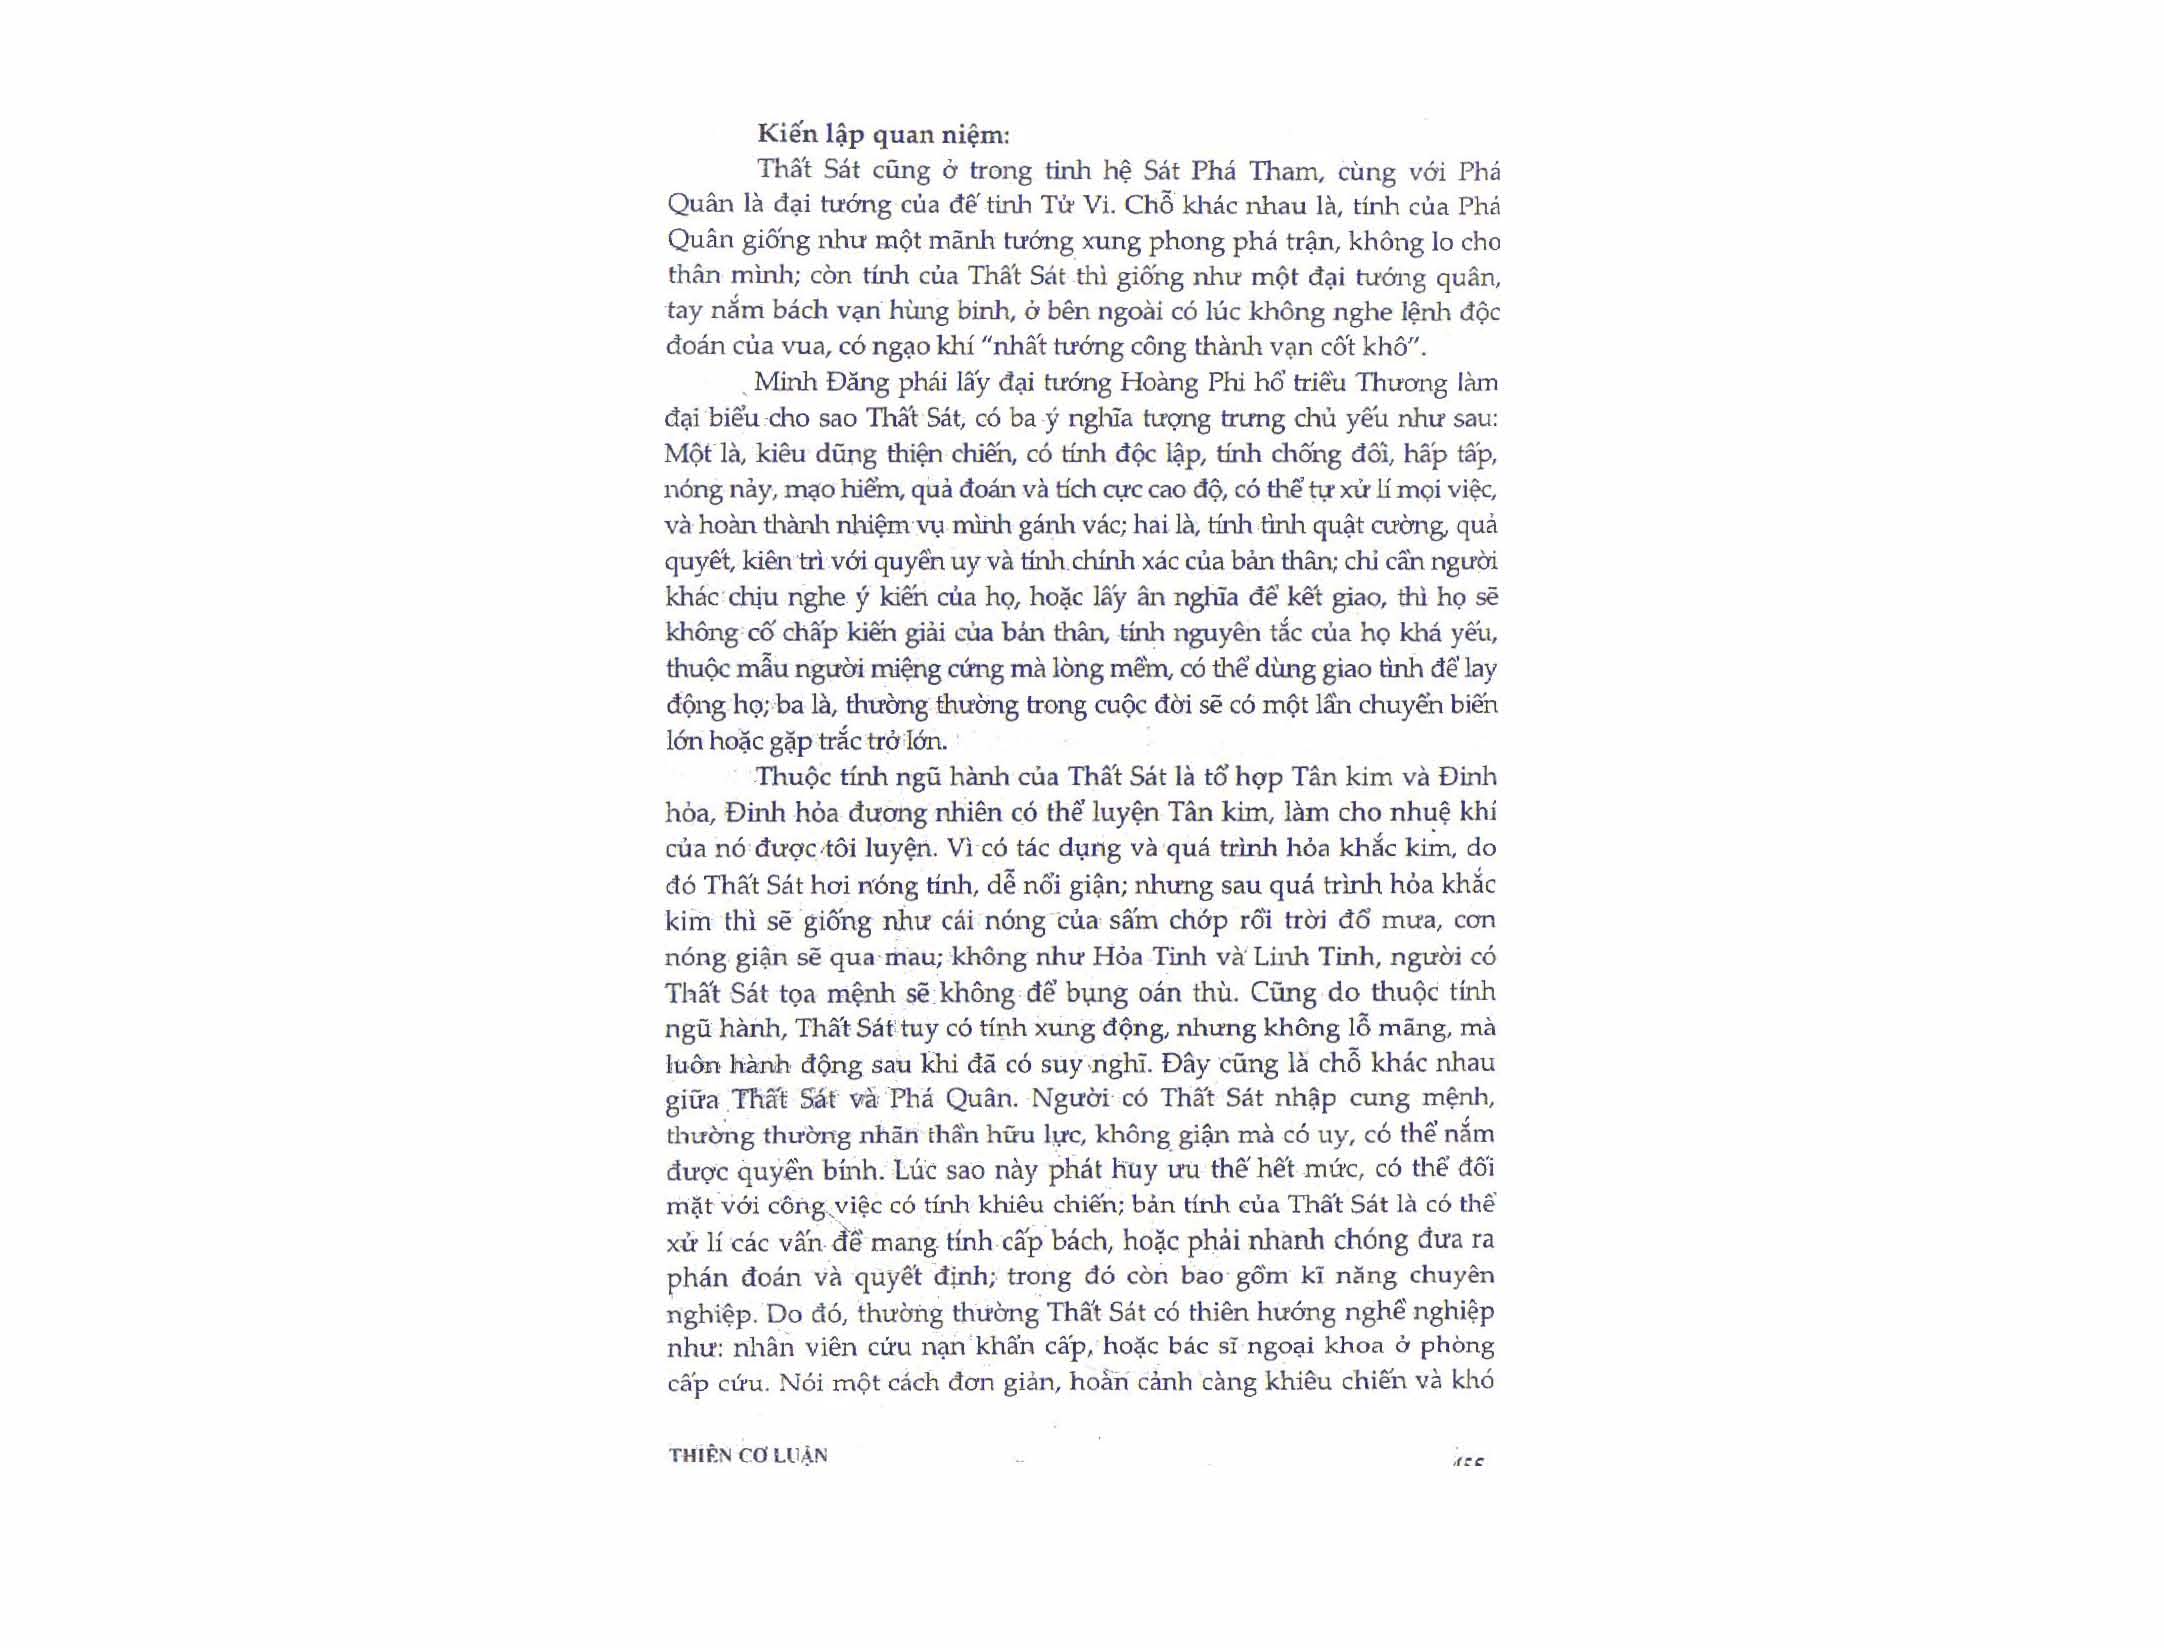 Kiến lập quan niệm:
Thất Sát cũng ở trong tinh hệ Sát Phá Tham, cùng với Phá
Quân là đại tướng của đế tinh Tử Vi. Chỗ khác nhau là, tính của Phá
Quân giống như một mãnh tướng xung phong phá trận, không lo cho
thân mình; còn tính của Thất Sát thì giống như một đại tướng quân,
tay nắm bách vạn hùng binh, ở bên ngoài có lúc không nghe lệnh độc
đoán của vua, có ngạo khí "nhất tướng công thành vạn cốt khô".
Minh Đăng phái lấy đại tướng Hoàng Phi hổ triều Thương làm
đại biểu cho sao Thất Sát, có ba ý nghĩa tượng trưng chủ yếu như sau:
Một là, kiêu dũng thiện chiến, có tính độc lập, tính chống đối, hấp tấp,
nóng nảy, mạo hiểm, quả đoán và tích cực cao độ, có thể tự xử lí mọi việc,
và hoàn thành nhiệm vụ mình gánh vác; hai là, tính tình quật cường, quả
quyết, kiên trì với quyền uy và tính chính xác của bản thân; chỉ cần người
khác chịu nghe ý kiến của họ, hoặc lấy ân nghĩa để kết giao, thì họ sẽ
không cố chấp kiến giải của bản thân, tính nguyên tắc của họ khá yếu,
thuộc mẫu người miệng cứng mà lòng mềm, có thể dùng giao tình để lay
động họ; ba là, thường thường trong cuộc đời sẽ có một lần chuyển biến
lớn hoặc gặp trắc trở lớn.
Thuộc tính ngũ hành của Thất Sát là tổ hợp Tân kim và Đinh
hỏa, Đinh hỏa đương nhiên có thể luyện Tân kim, làm cho nhuệ khí
của nó được tôi luyện. Vì có tác dụng và quá trình hỏa khắc kim, do
đó Thất Sát hơi nóng tính, dễ nổi giận; nhưng sau quá trình hỏa khắc
kim thì sẽ giống như cái nóng của sấm chớp rồi trời đổ mưa, cơn
nóng giận sẽ qua mau; không như Hỏa Tinh và Linh Tinh, người có
Thất Sát tọa mệnh sẽ không để bụng oán thù. Cũng do thuộc tính
ngũ hành, Thất Sát tuy có tính xung động, nhưng không lỗ mãng, mà
luôn hành động sau khi đã có suy nghĩ. Đây cũng là chỗ khác nhau
giữa Thất Sát và Phá Quân. Người có Thất Sát nhập cung mệnh,
thường thường nhãn thần hữu lực, không giận mà có uy, có thể nắm
được quyền bính. Lúc sao này phát huy ưu thế hết mức, có thể đối
mặt với công việc có tính khiêu chiến; bản tính của Thất Sát là có thể
xử lí các vấn đề mang tính cấp bách, hoặc phải nhanh chóng đưa ra
phán đoán và quyết định; trong đó còn bao gồm kĩ năng chuyên
nghiệp. Do đó, thường thường Thất Sát có thiên hướng nghề nghiệp
như: nhân viên cứu nạn khẩn cấp, hoặc bác sĩ ngoại khoa ở phòng
cấp cứu. Nói một cách đơn giản, hoàn cảnh càng khiêu chiến và khó
THIÊN CƠ LUẬN